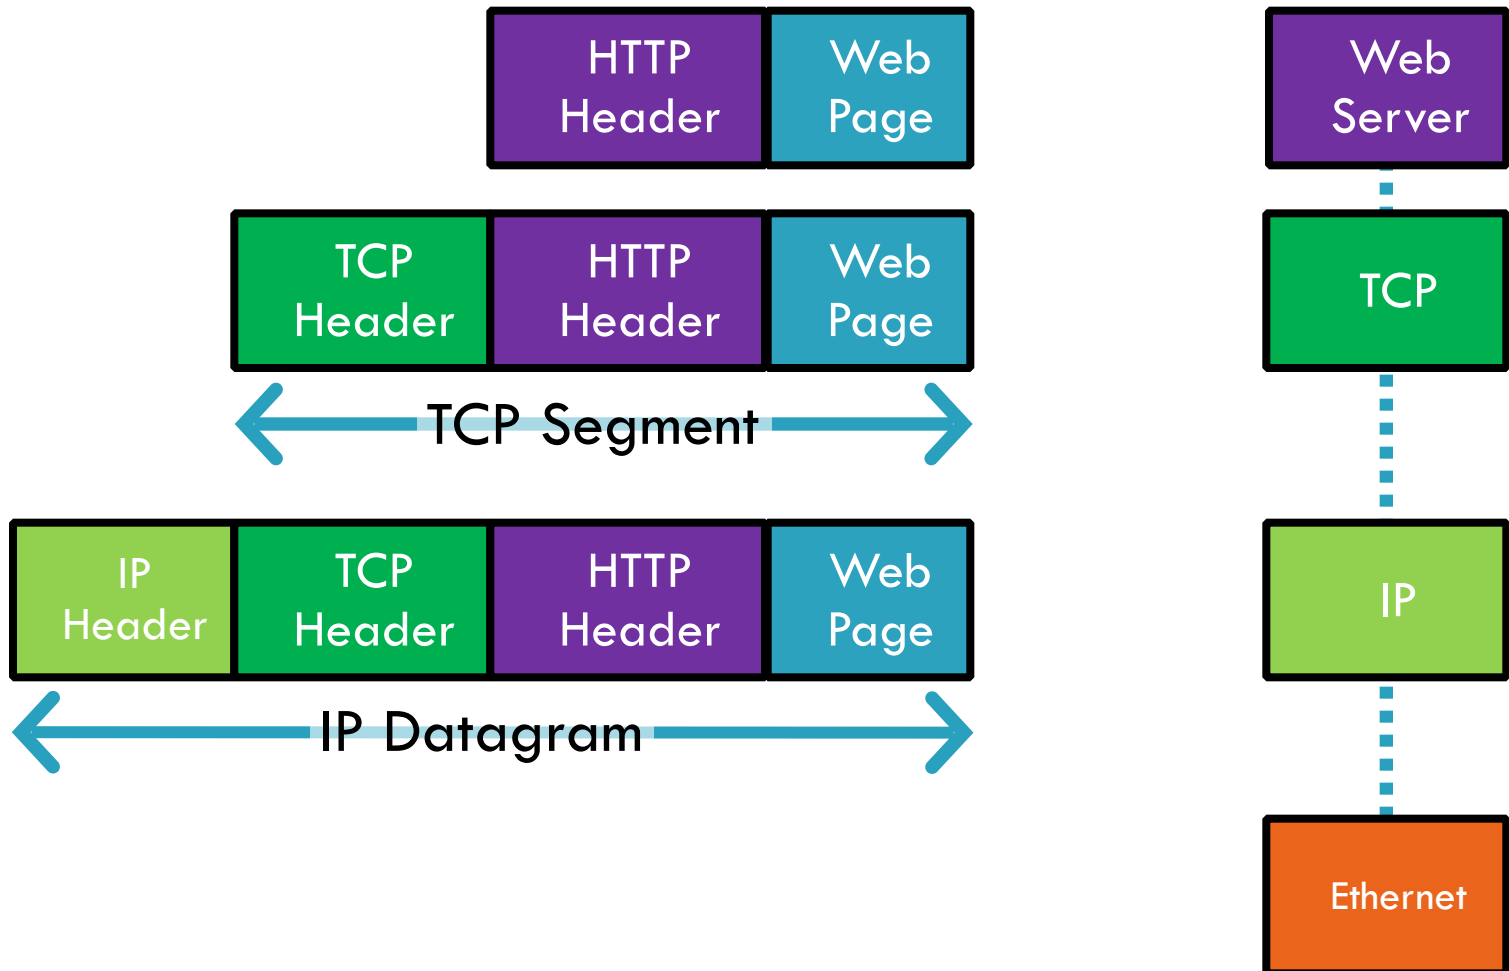 HTTP
Header
Web
Page
Web
Server
TCP
Header
HTTP
Header
Web
Page
TCP
TCP Segment
IP
Header
TCP
Header
HTTP
Header
Web
Page
IP
IP Datagram
Ethernet